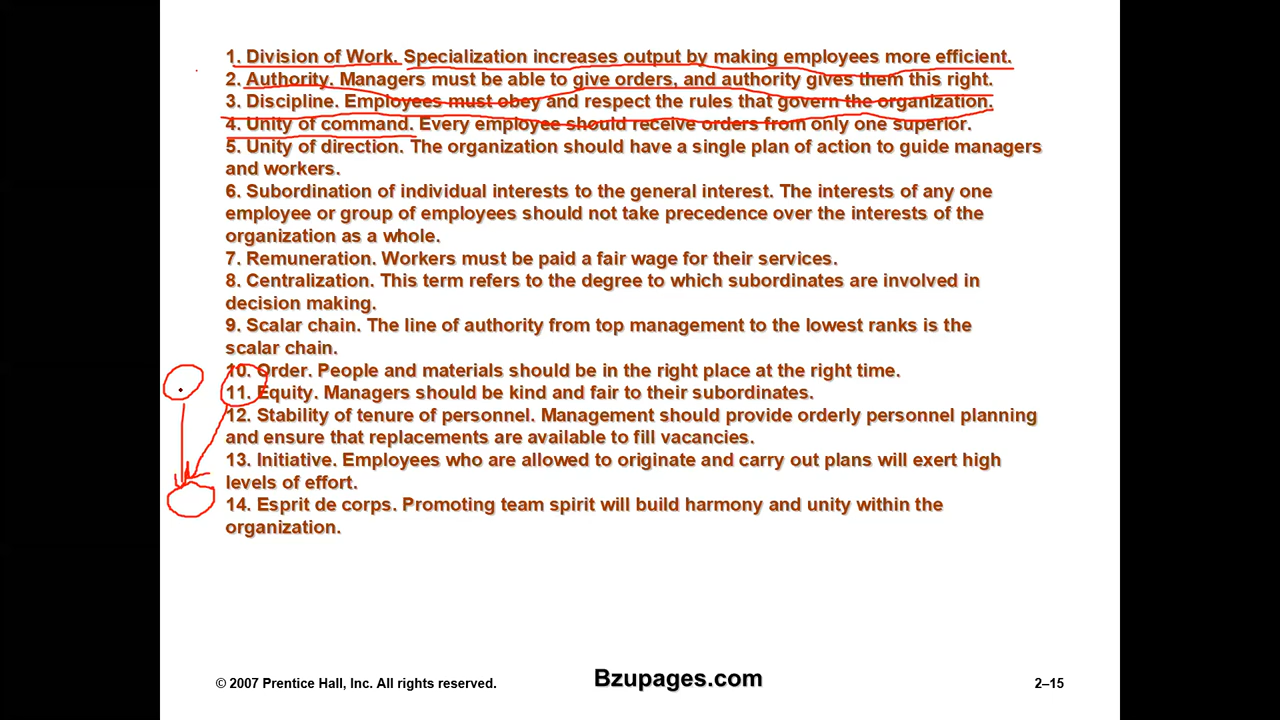 1. Division of Work. Specialization increases output by making employees more efficient.
2. Authority. Managers must be able to give orders, and authority gives them this right.
3. Discipline. Employees must obey and respect the rules that govern the organization.
4. Unity of command. Every employee should receive orders from only one superior.
5. Unity of direction. The organization should have a single plan of action to guide managers
and workers.
6. Subordination of individual interests to the general interest. The interests of any one
employee or group of employees should not take precedence over the interests of the
organization as a whole.
7. Remuneration. Workers must be paid a fair wage for their services.
8. Centralization. This term refers to the degree to which subordinates are involved in
decision making.
9. Scalar chain. The line of authority from top management to the lowest ranks is the
scalar chain.
10. Order. People and materials should be in the right place at the right time.
11. Equity. Managers should be kind and fair to their subordinates.
12. Stability of tenure of personnel. Management should provide orderly personnel planning
and ensure that replacements are available to fill vacancies.
13. Initiative. Employees who are allowed to originate and carry out plans will exert high
levels of effort.
14. Esprit de corps. Promoting team spirit will build harmony and unity within the
organization.
© 2007 Prentice Hall, Inc. All rights reserved. Bzupages.com 2–15